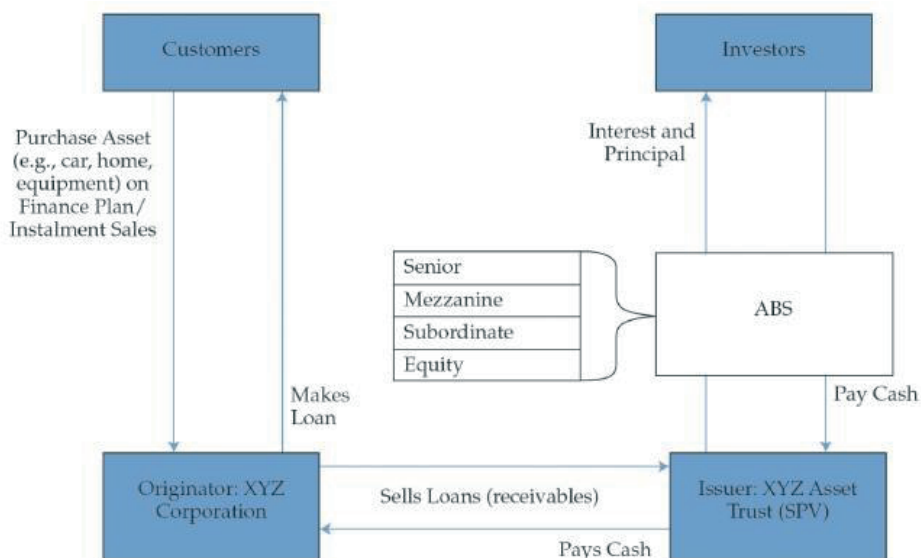 Customers
Investors
Purchase Asset
(e.g., car, home,
equipment) on
Finance Plan/
Instalment Sales
Interest and
Principal
Senior
Mezzanine
Subordinate
Equity
ABS
Makes
Loan
Pay Cash
Originator: XYZ
Corporation
Sells Loans (receivables)
Issuer: XYZ Asset
Trust (SPV)
Pays Cash